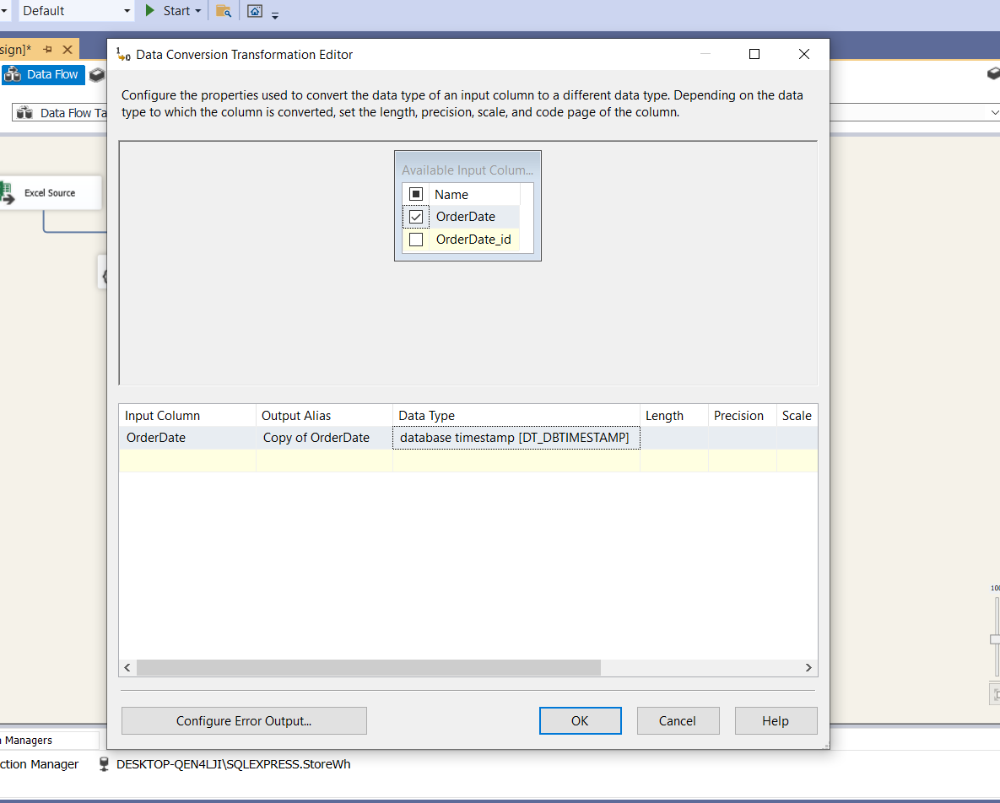 Default
Start
sign]*
Data Conversion Transformation Editor
Data Flow
Configure the properties used to convert the data type of an input column to a different data type. Depending on the data
type to which the column is converted, set the length, precision, scale, and code page of the column.
Data Flow Ta
Available Input Colum...
Name
OrderDate
OrderDate_id
Excel Source
Input Column Output Alias Data Type Length Precision Scale
OrderDate Copy of OrderDate database timestamp [DT_DBTIMESTAMP]
100
Configure Error Output...
OK
Cancel
Help
Managers
ction Manager
DESKTOP-QEN4LJI\SQLEXPRESS.StoreWh